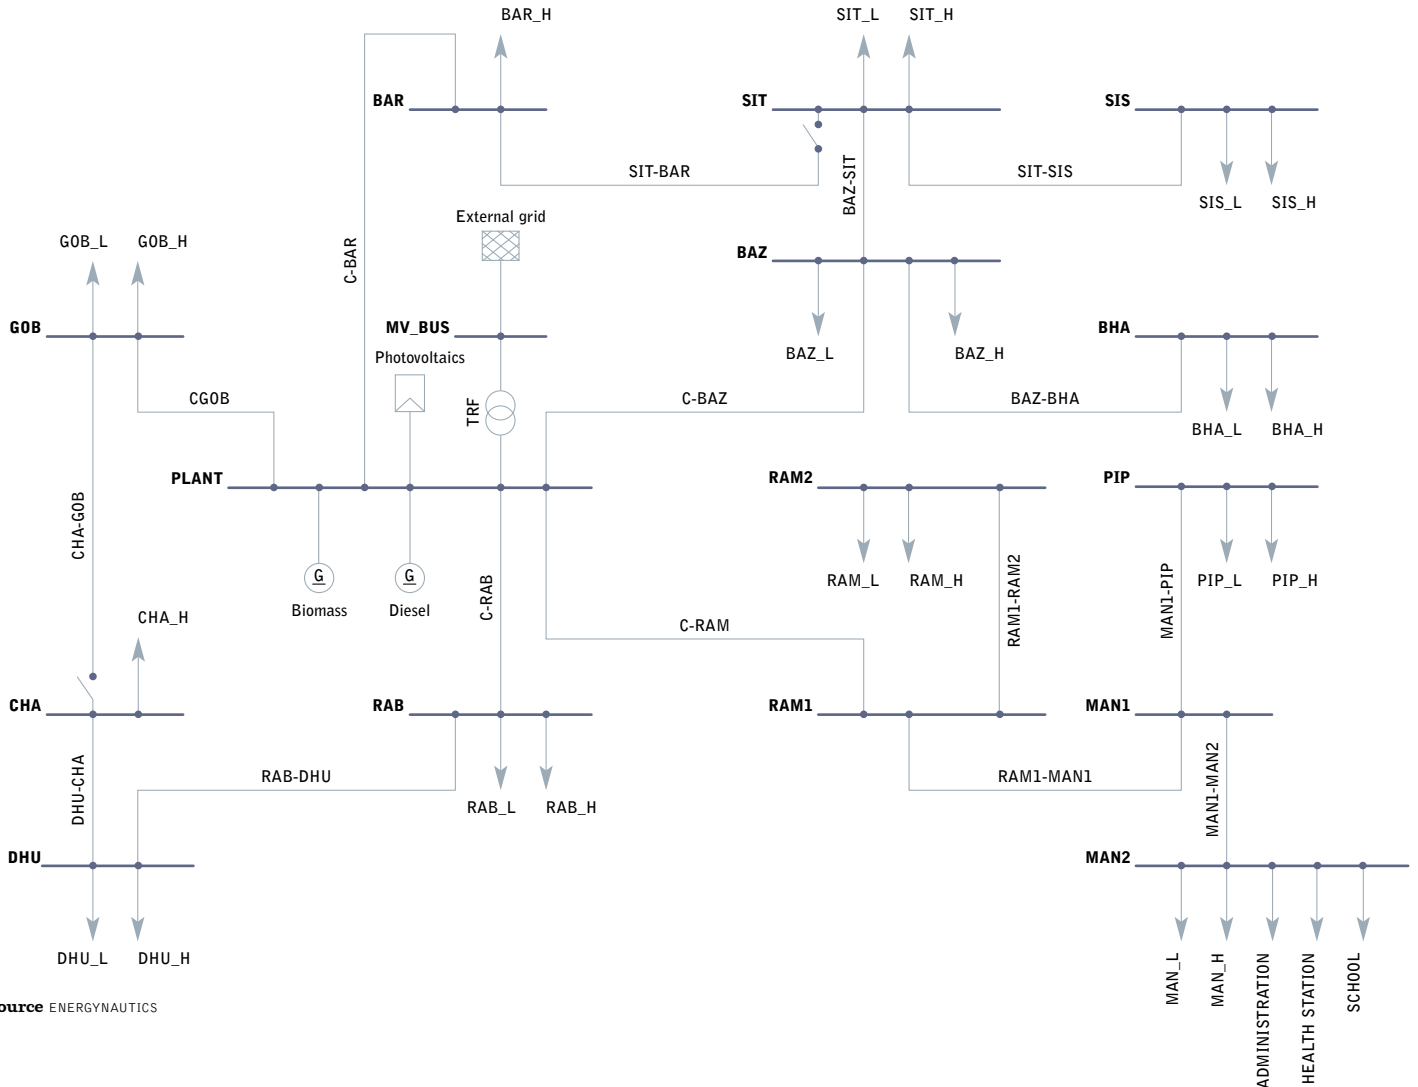 BAR_H
SIT_L
SIT_H
BAR
SIT
SIS
SIT-BAR
BAZ-SIT
SIT-SIS
SIS_L
SIS_H
External grid
GOB_L
GOB_H
C-BAR
BAZ
GOB
MV_BUS
BHA
Photovoltaics
BAZ_L
BAZ_H
CGOB
TRF
C-BAZ
BAZ-BHA
BHA_L
BHA_H
PLANT
RAM2
PIP
CHA-GOB
G
G
RAM_L
RAM_H
PIP_L
PIP_H
Biomass
Diesel
C-RAB
RAM1-RAM2
MAN1-PIP
CHA_H
C-RAM
CHA
RAB
RAM1
MAN1
DHU-CHA
RAB-DHU
RAM1-MAN1
MAN1-MAN2
RAB_L
RAB_H
DHU
MAN2
DHU_L
DHU_H
MAN_L
MAN_H
ADMINISTRATION
HEALTH STATION
SCHOOL
ource ENERGYNAUTICS